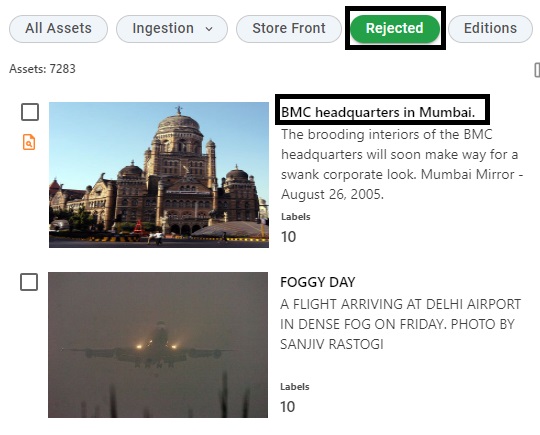 All Assets
Ingestion
Store Front
Rejected
Editions
Assets: 7283
BMC headquarters in Mumbai.
The brooding interiors of the BMC
headquarters will soon make way for a
swank corporate look. Mumbai Mirror -
August 26, 2005.
Labels
10
FOGGY DAY
A FLIGHT ARRIVING AT DELHI AIRPORT
IN DENSE FOG ON FRIDAY. PHOTO BY
SANJIV RASTOGI
Labels
10